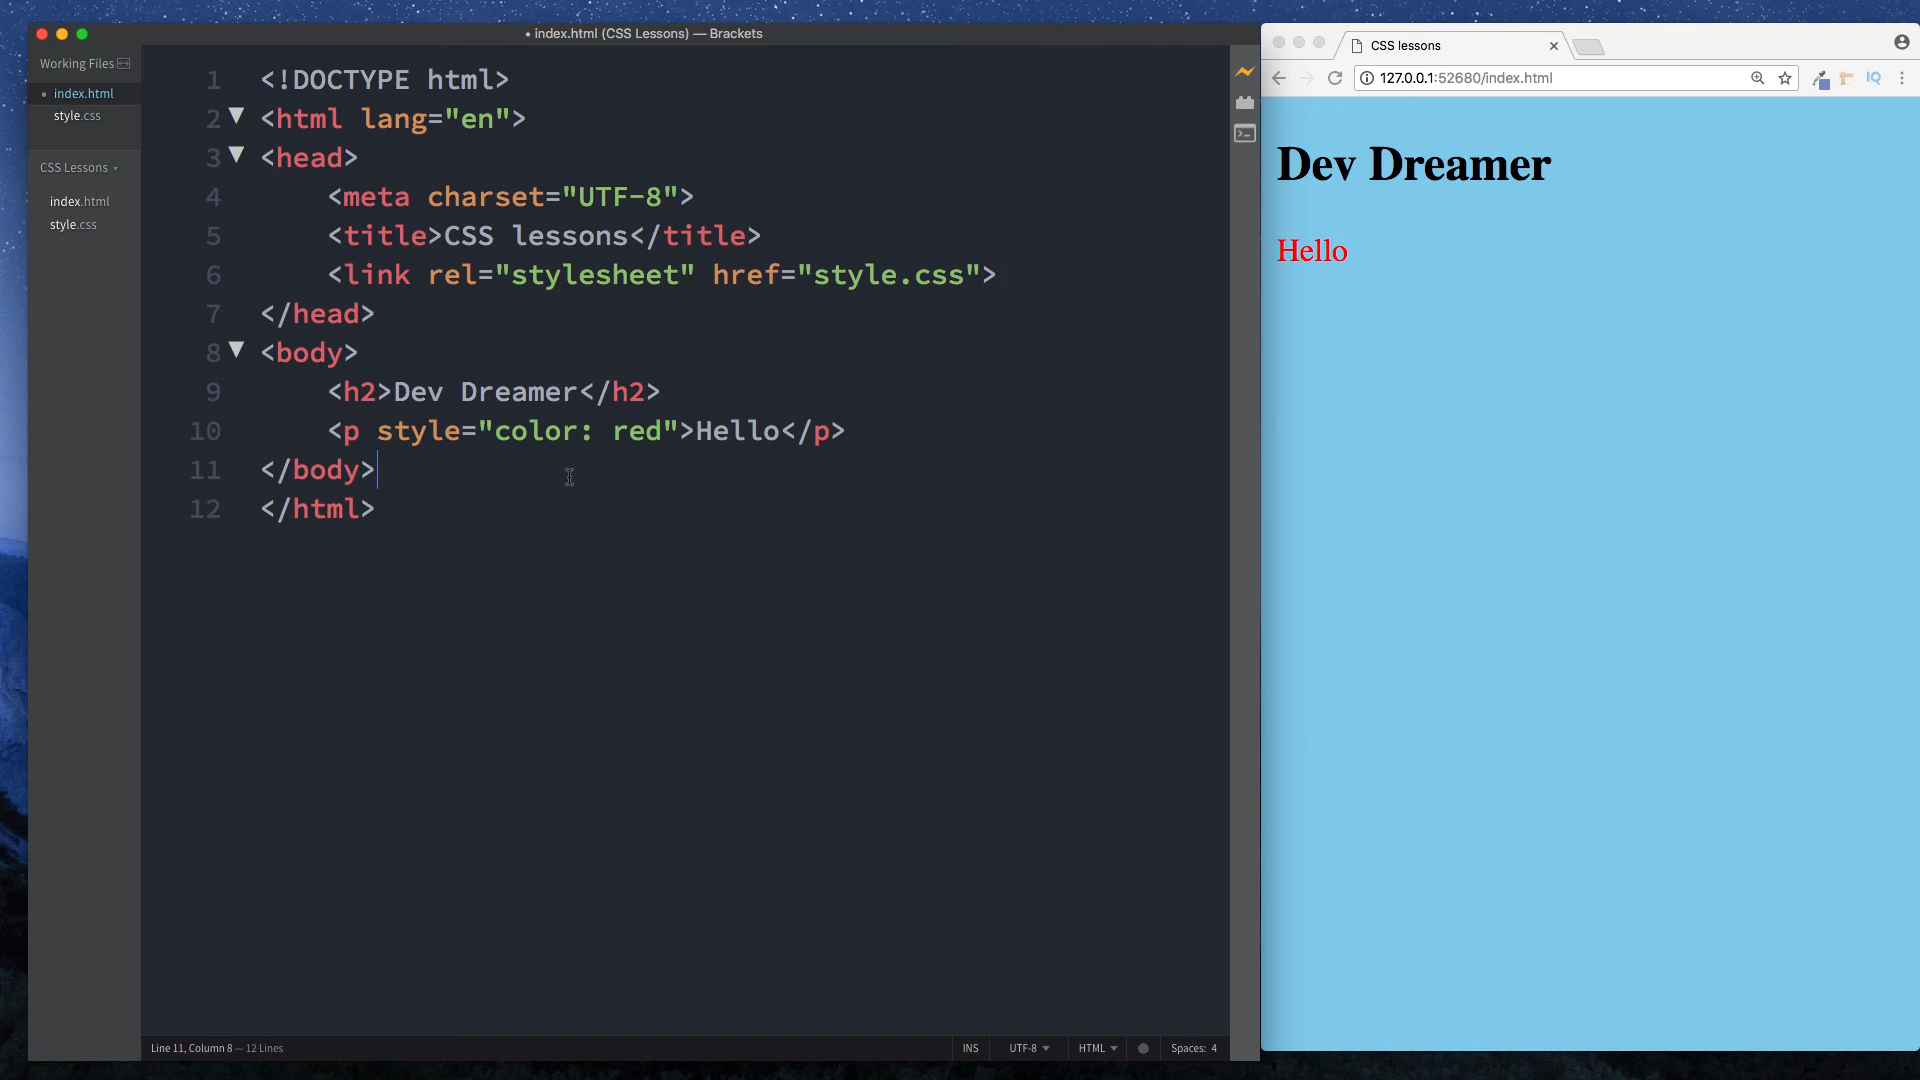 • index.html (CSS Lessons) — Brackets
Working Files
• index.html
style.css
CSS Lessons
index.html
style.css
1 <!DOCTYPE html>
2 <html lang="en">
3 <head>
4 <meta charset="UTF-8">
5 <title>CSS lessons</title>
6 <link rel="stylesheet" href="style.css">
7 </head>
8 <body>
9 <h2>Dev Dreamer</h2>
10 <p style="color: red">Hello</p>
11 </body>
12 </html>
Line 11, Column 8 — 12 Lines
INS UTF-8 HTML Spaces: 4
CSS lessons
127.0.0.1:52680/index.html
IQ
Dev Dreamer
Hello